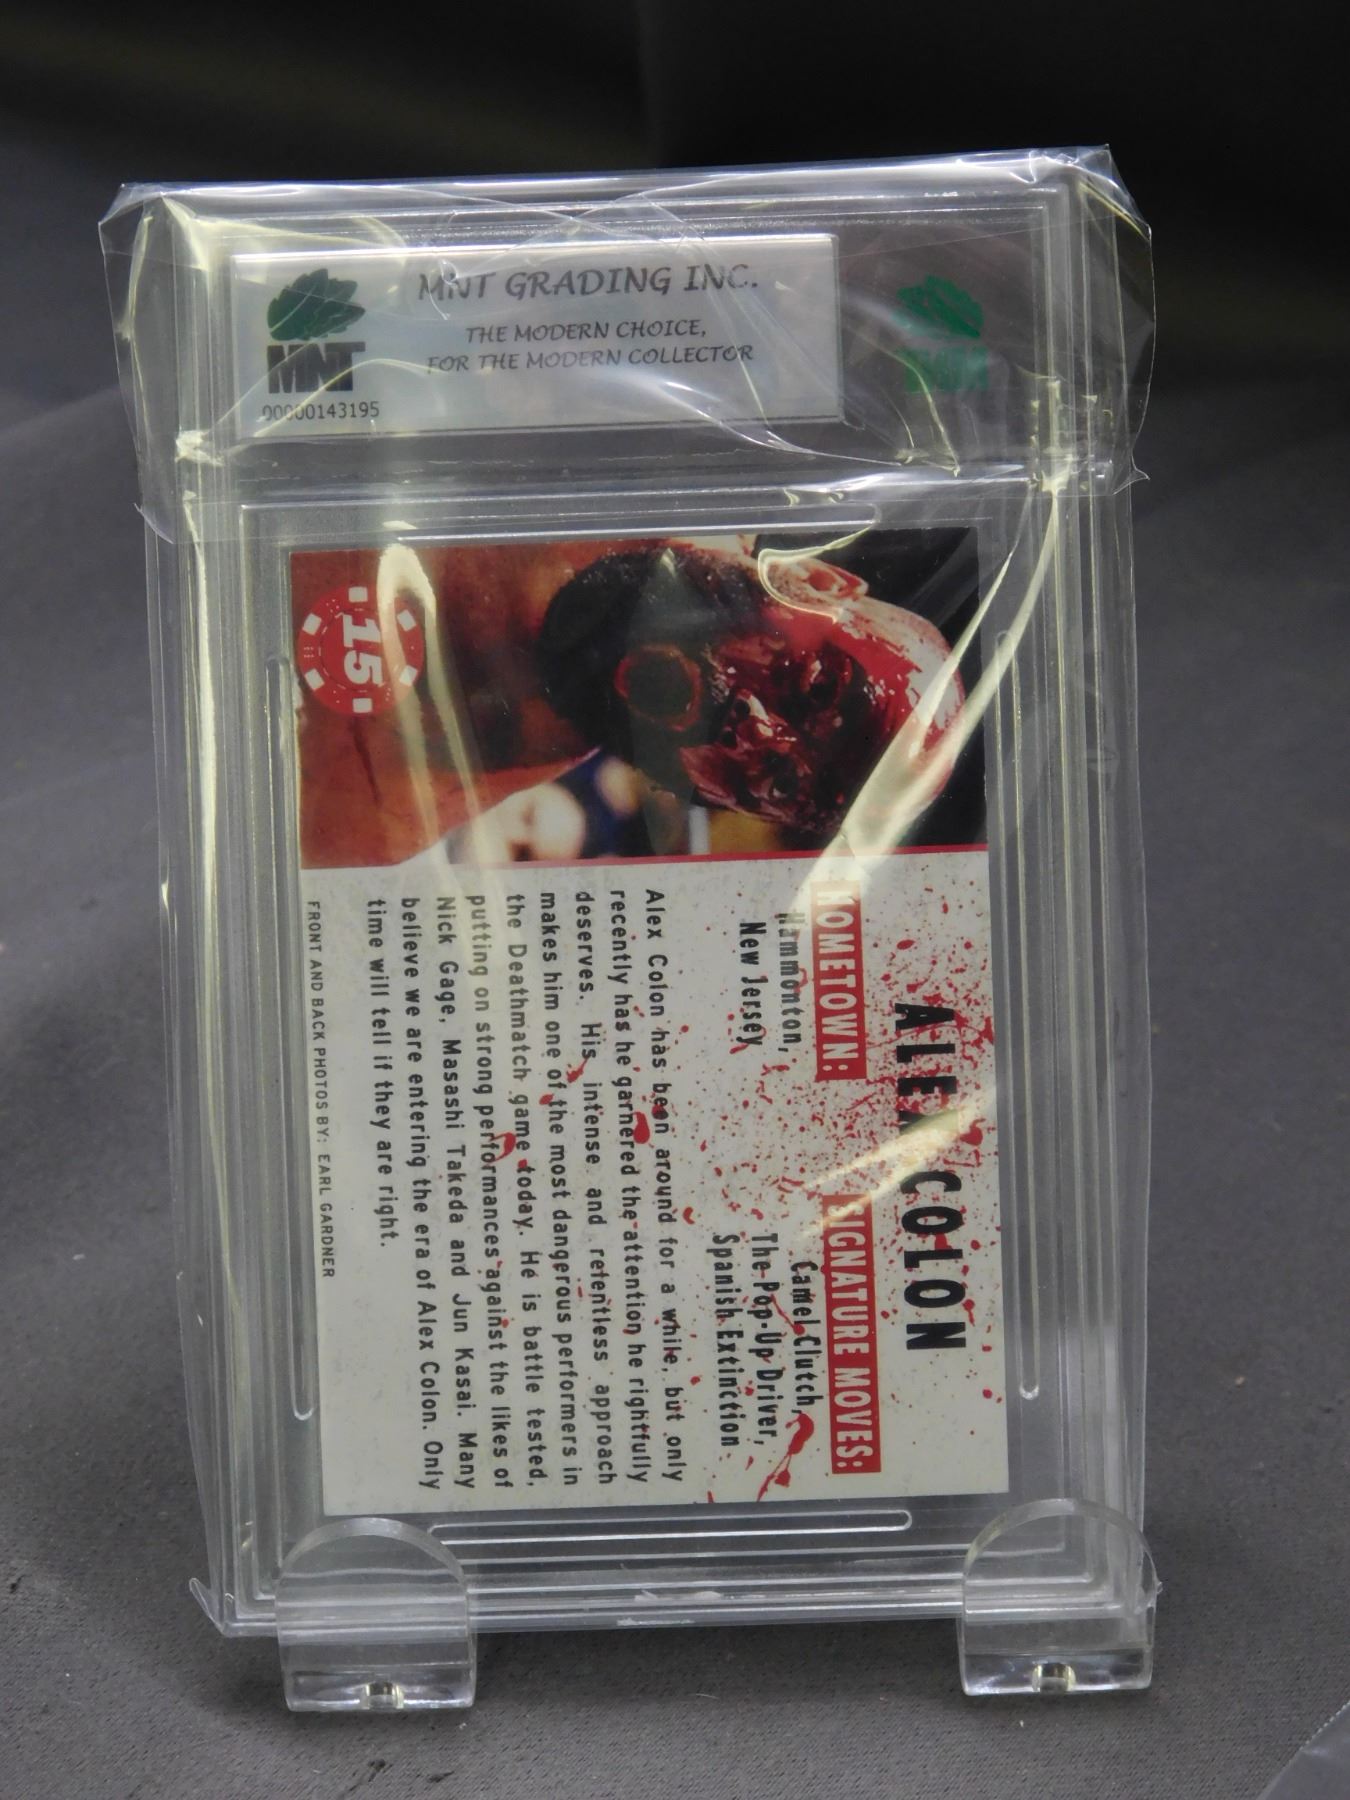 MNT GRADING INC.
THE MODERN CHOICE,
FOR THE MODERN COLLECTOR
MNT
00000143195
15
ALEX COLON
HOMETOWN:
Hammonton,
New Jersey
SIGNATURE MOVES:
Camel Clutch,
The Pop-Up Driver,
Spanish Extinction
Alex Colon has been around for a while, but only
recently has he garnered the attention he rightfully
deserves. His intense and relentless approach
makes him one of the most dangerous performers in
the Deathmatch game today. He is battle tested,
putting on strong performances against the likes of
Nick Gage, Masashi Takeda and Jun Kasai. Many
believe we are entering the era of Alex Colon. Only
time will tell if they are right.
FRONT AND BACK PHOTOS BY: EARL GARDNER